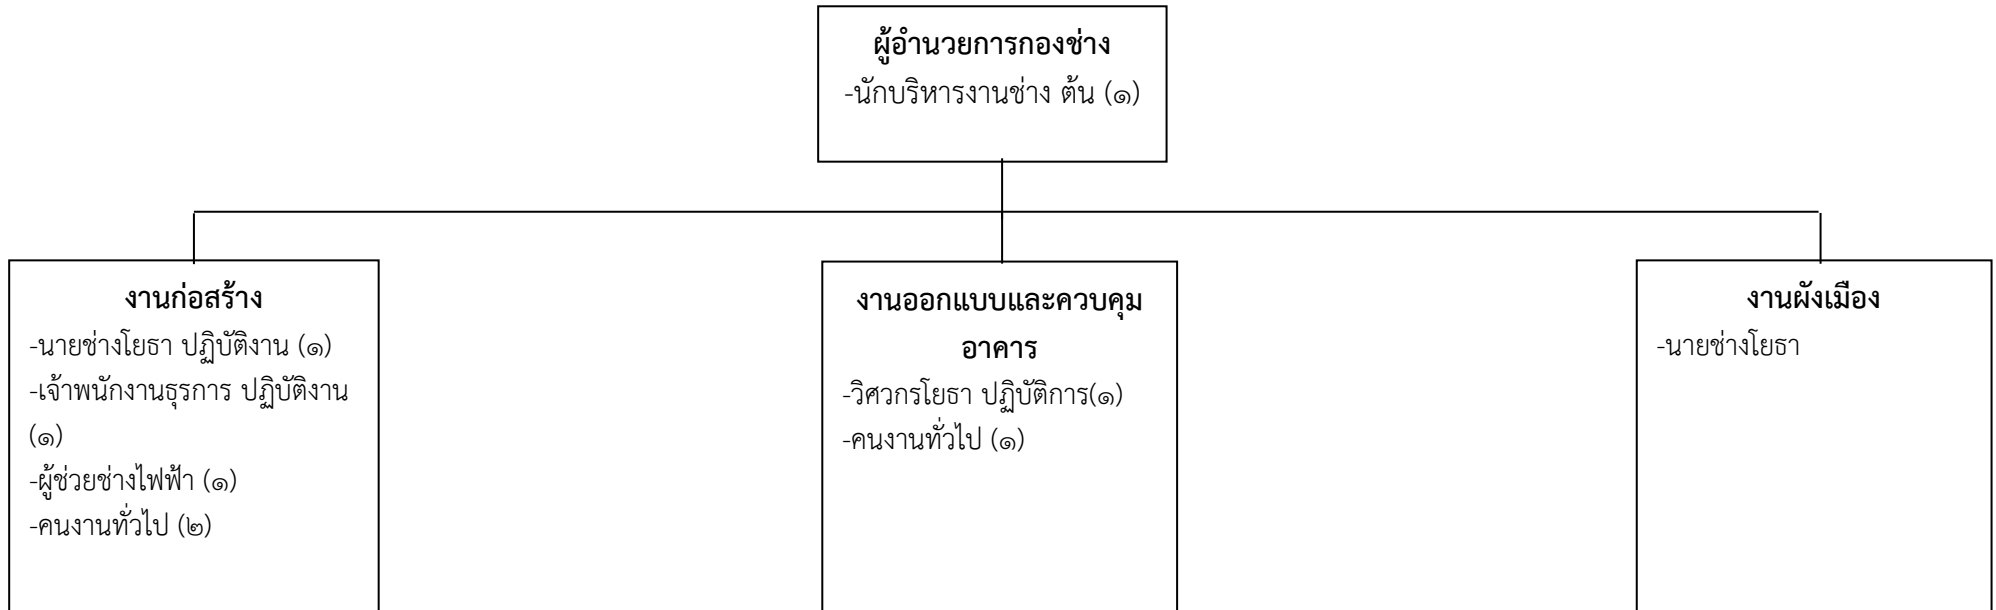 ผู้อำนวยการกองช่าง
-นักบริหารงานช่าง ต้น (๑)
งานก่อสร้าง
-นายช่างโยธา ปฏิบัติงาน (๑)
-เจ้าพนักงานธุรการ ปฏิบัติงาน
(๑)
-ผู้ช่วยช่างไฟฟ้า (๑)
-คนงานทั่วไป (๒)
งานออกแบบและควบคุม
อาคาร
-วิศวกรโยธา ปฏิบัติการ(๑)
-คนงานทั่วไป (๑)
งานผังเมือง
-นายช่างโยธา